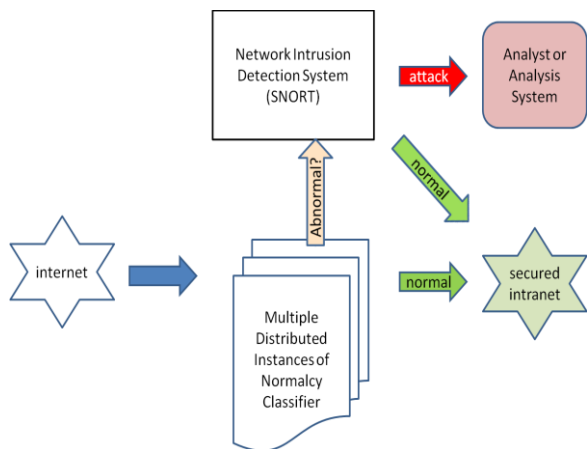 Network Intrusion
Detection System
(SNORT)
attack
Analyst or
Analysis
System
Abnormal?
normal
internet
normal
secured
intranet
Multiple
Distributed
Instances of
Normalcy
Classifier